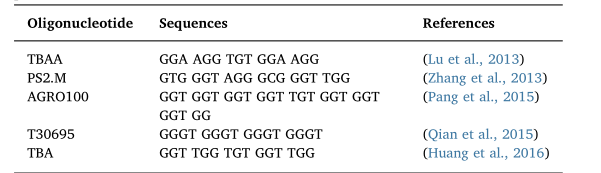 Oligonucleotide Sequences References
TBAA GGA AGG TGT GGA AGG (Lu et al., 2013)
PS2.M GTG GGT AGG GCG GGT TGG (Zhang et al., 2013)
AGRO100 GGT GGT GGT GGT TGT GGT GGT (Pang et al., 2015)
GGT GG
T30695 GGGT GGGT GGGT GGGT (Qian et al., 2015)
TBA GGT TGG TGT GGT TGG (Huang et al., 2016)